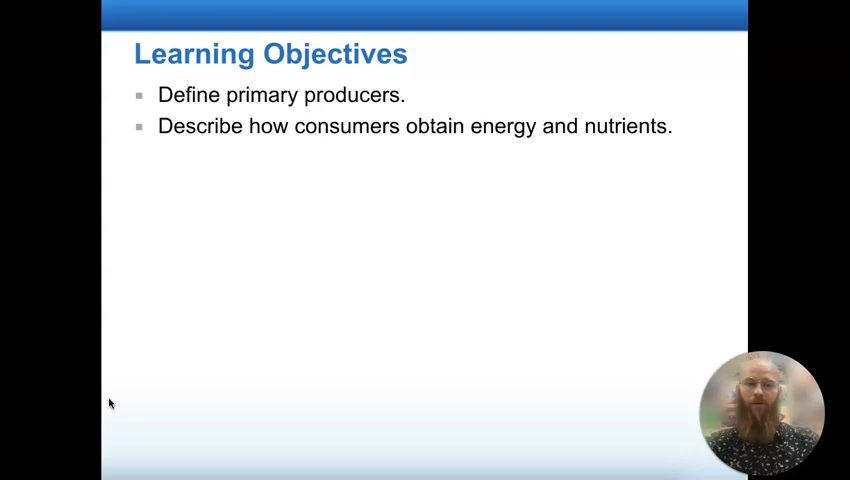 Learning Objectives
Define primary producers.
Describe how consumers obtain energy and nutrients.